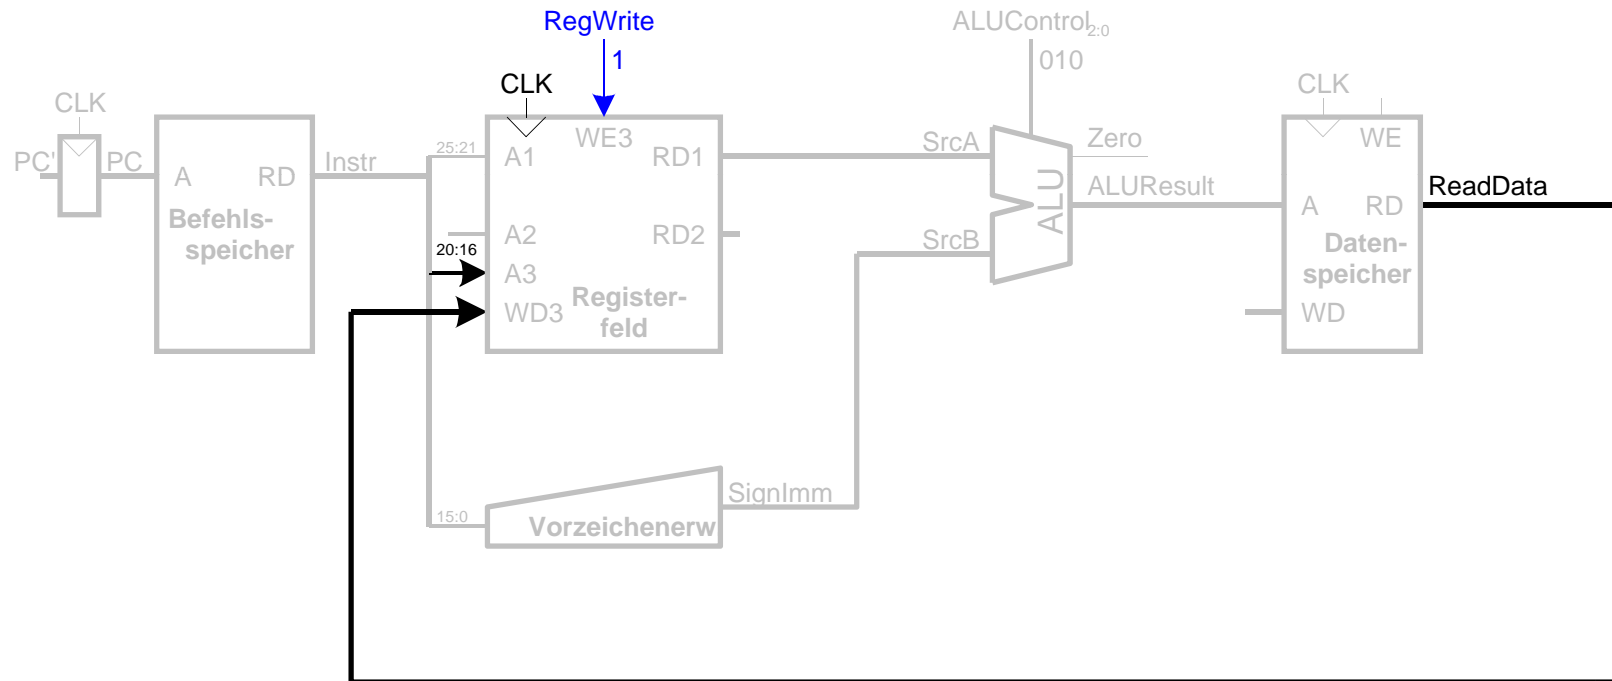 RegWrite
1
ALUControl2:0
010
CLK
CLK
CLK
PC'
PC
A
RD
Befehls-
speicher
Instr
25:21
20:16
15:0
WE3
A1
RD1
A2
RD2
A3
WD3
Register-
feld
SrcA
SrcB
ALU
Zero
ALUResult
WE
A
RD
Daten-
speicher
WD
ReadData
SignImm
Vorzeichenerw